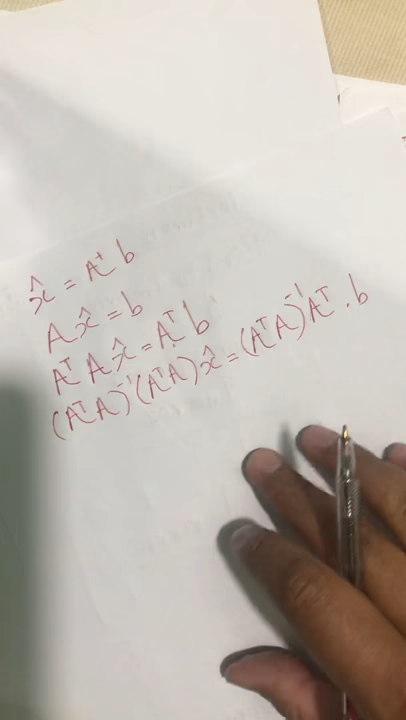 x̂ = A⁺ b
A x̂ = b
Aᵀ A x̂ = Aᵀ b
(AᵀA)⁻¹ (AᵀA) x̂ = (AᵀA)⁻¹ Aᵀ . b